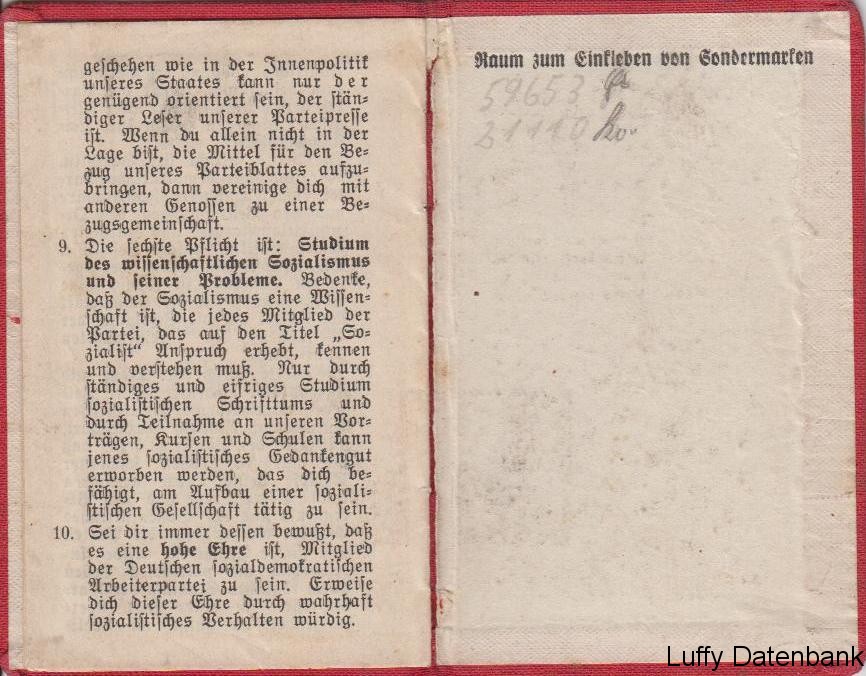 geschehen wie in der Innenpolitik
unseres Staates kann nur der
genügend orientiert sein, der stän-
diger Leser unserer Parteipresse
ist. Wenn du allein nicht in der
Lage bist, die Mittel für den Be-
zug unseres Parteiblattes aufzu-
bringen, dann vereinige dich mit
anderen Genossen zu einer Be-
zugsgemeinschaft.
9. Die sechste Pflicht ist: Studium
des wissenschaftlichen Sozialismus
und seiner Probleme. Bedenke,
daß der Sozialismus eine Wissen-
schaft ist, die jedes Mitglied der
Partei, das auf den Titel „So-
zialist“ Anspruch erhebt, kennen
und verstehen muß. Nur durch
ständiges und eifriges Studium
sozialistischen Schrifttums und
durch Teilnahme an unseren Vor-
trägen, Kursen und Schulen kann
jenes sozialistisches Gedankengut
erworben werden, das dich be-
fähigt, am Aufbau einer soziali-
stischen Gesellschaft tätig zu sein.
10. Sei dir immer dessen bewußt, daß
es eine hohe Ehre ist, Mitglied
der Deutschen sozialdemokratischen
Arbeiterpartei zu sein. Erweise
dich dieser Ehre durch wahrhaft
sozialistisches Verhalten würdig.
Raum zum Einkleben von Sondermarken
59653
21110
Luffy Datenbank